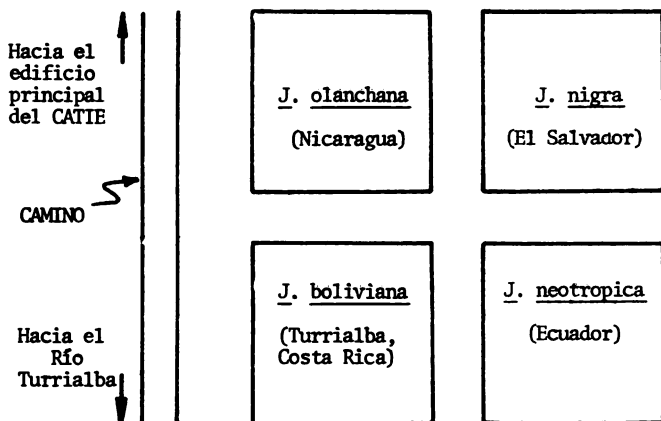 Hacia el
edificio
principal
del CATIE
CAMINO
Hacia el
Río
Turrialba
J. olanchana
(Nicaragua)
J. nigra
(El Salvador)
J. boliviana
(Turrialba,
Costa Rica)
J. neotropica
(Ecuador)